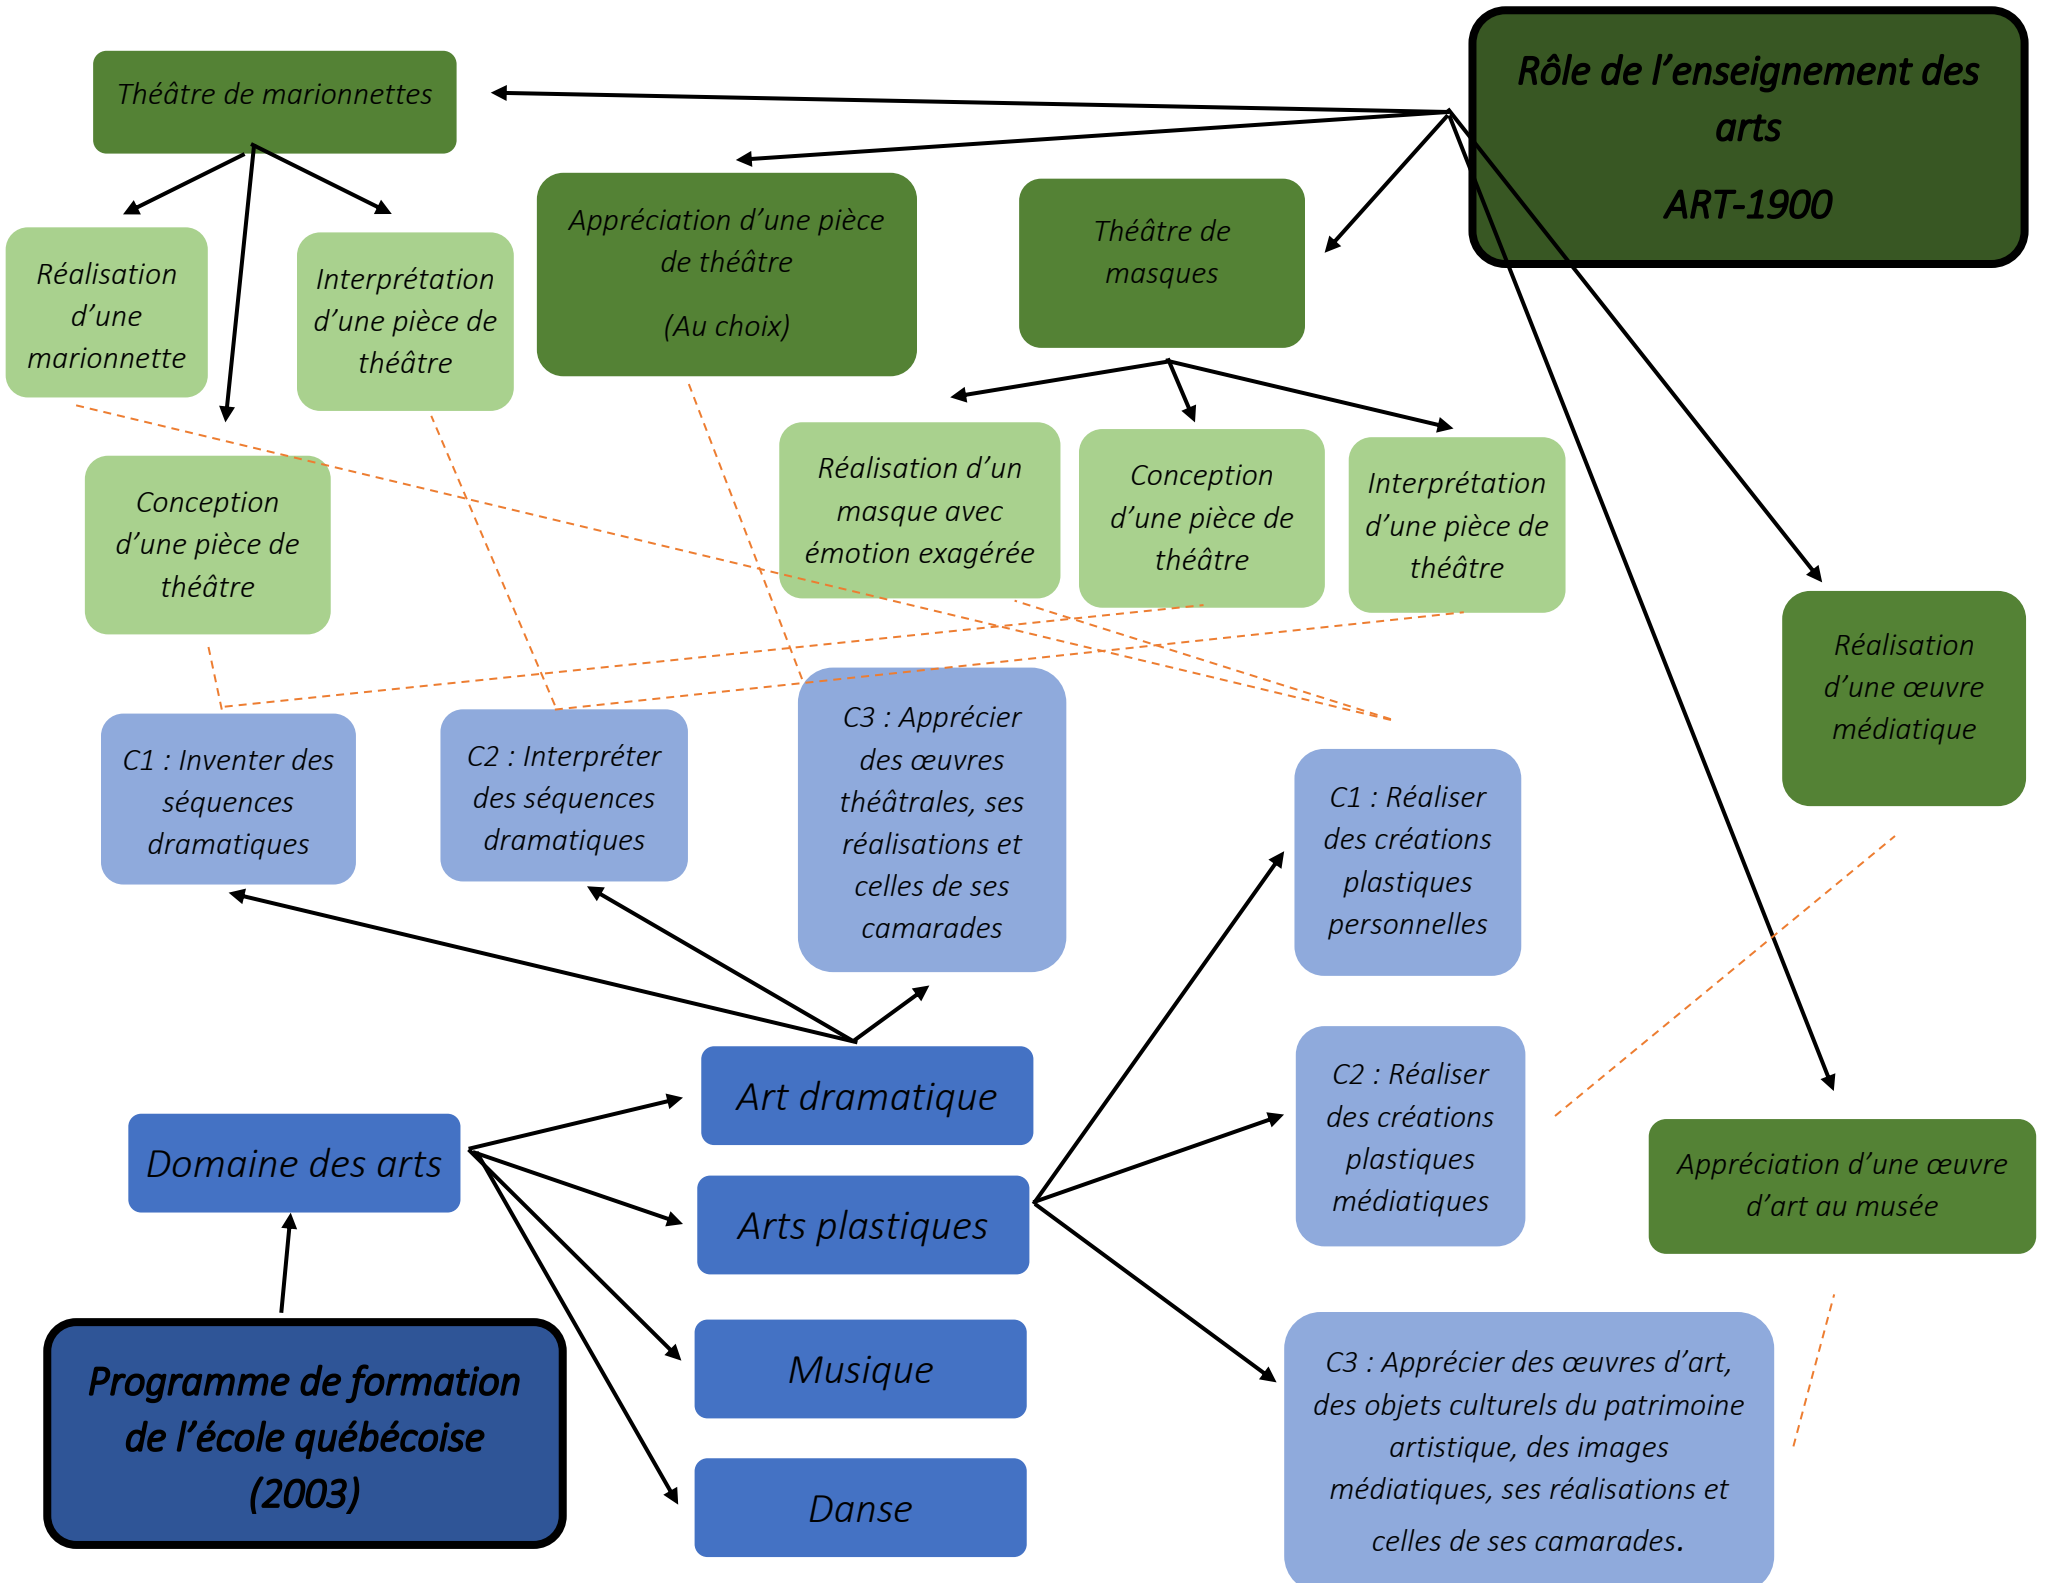 Théâtre de marionnettes
Rôle de l’enseignement des
arts
ART-1900
Appréciation d’une pièce
de théâtre
(Au choix)
Théâtre de
masques
Réalisation
d’une
marionnette
Interprétation
d’une pièce de
théâtre
Conception
d’une pièce de
théâtre
Réalisation d’un
masque avec
émotion exagérée
Conception
d’une pièce de
théâtre
Interprétation
d’une pièce de
théâtre
Réalisation
d’une œuvre
médiatique
C1 : Inventer des
séquences
dramatiques
C2 : Interpréter
des séquences
dramatiques
C3 : Apprécier
des œuvres
théâtrales, ses
réalisations et
celles de ses
camarades
C1 : Réaliser
des créations
plastiques
personnelles
C2 : Réaliser
des créations
plastiques
médiatiques
Appréciation d’une œuvre
d’art au musée
Art dramatique
Domaine des arts
Arts plastiques
Musique
Danse
Programme de formation
de l’école québécoise
(2003)
C3 : Apprécier des œuvres d’art,
des objets culturels du patrimoine
artistique, des images
médiatiques, ses réalisations et
celles de ses camarades.